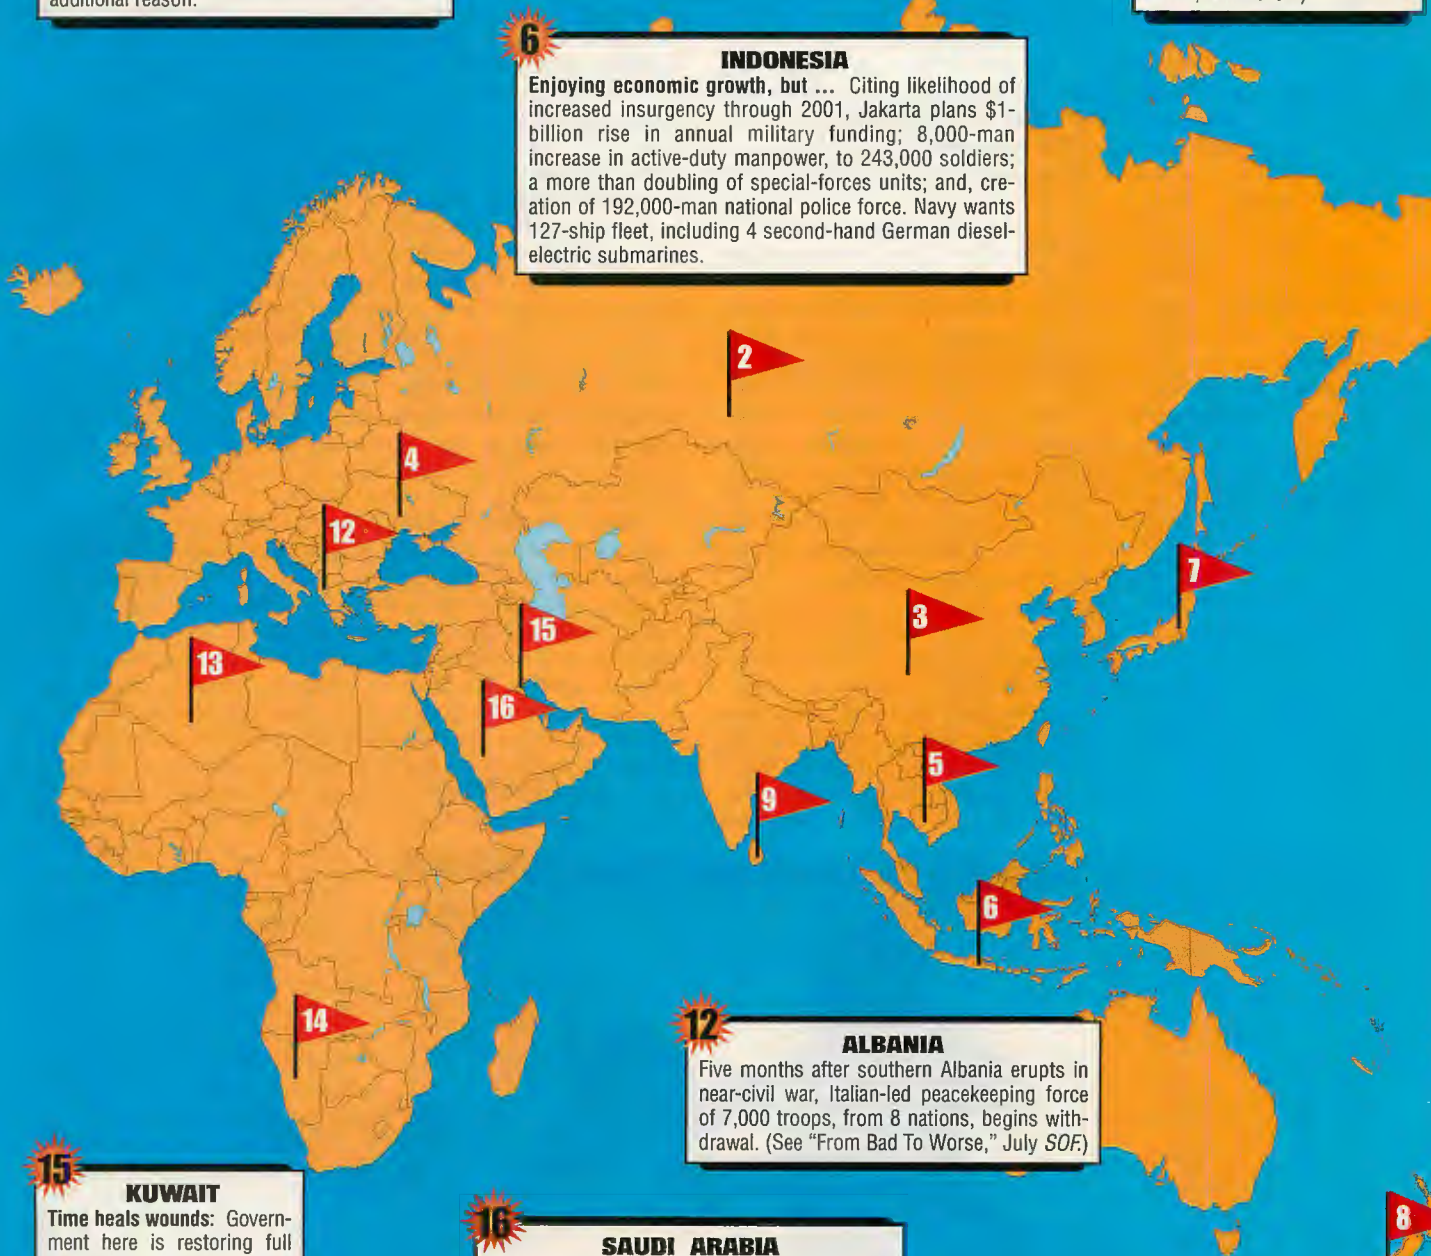 additional reason.
6
INDONESIA
Enjoying economic growth, but ... Citing likelihood of
increased insurgency through 2001, Jakarta plans $1-
billion rise in annual military funding; 8,000-man
increase in active-duty manpower, to 243,000 soldiers;
a more than doubling of special-forces units; and, cre-
ation of 192,000-man national police force. Navy wants
127-ship fleet, including 4 second-hand German diesel-
electric submarines.
2
4
12
7
3
15
13
16
5
9
6
14
12
ALBANIA
Five months after southern Albania erupts in
near-civil war, Italian-led peacekeeping force
of 7,000 troops, from 8 nations, begins with-
drawal. (See “From Bad To Worse,” July SOF.)
15
KUWAIT
Time heals wounds: Govern-
ment here is restoring full
16
SAUDI ARABIA
8